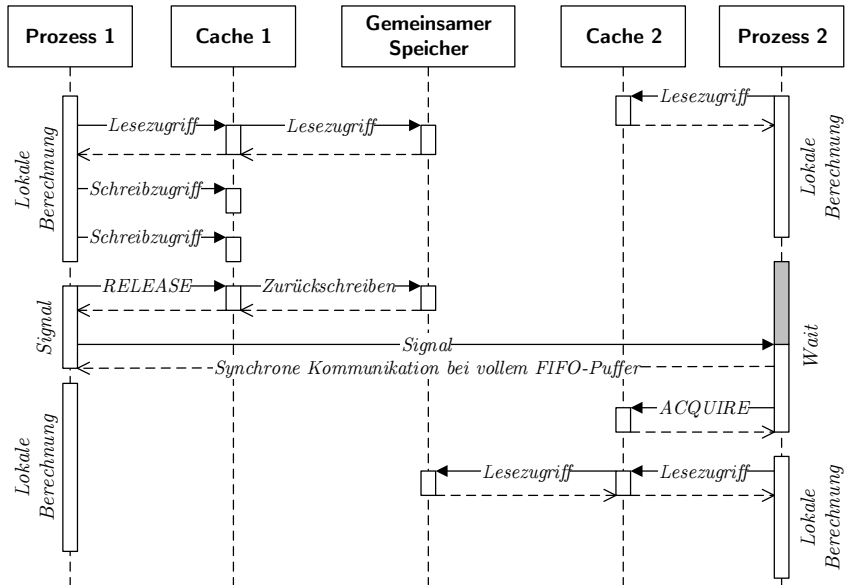 Prozess 1
Cache 1
Gemeinsamer
Speicher
Cache 2
Prozess 2
Lesezugriff
Lesezugriff
Lesezugriff
Lokale
Berechnung
Lokale
Berechnung
Schreibzugriff
Schreibzugriff
RELEASE
Zurückschreiben
Signal
Signal
Wait
Synchrone Kommunikation bei vollem FIFO-Puffer
ACQUIRE
Lokale
Berechnung
Lesezugriff
Lesezugriff
Lokale
Berechnung